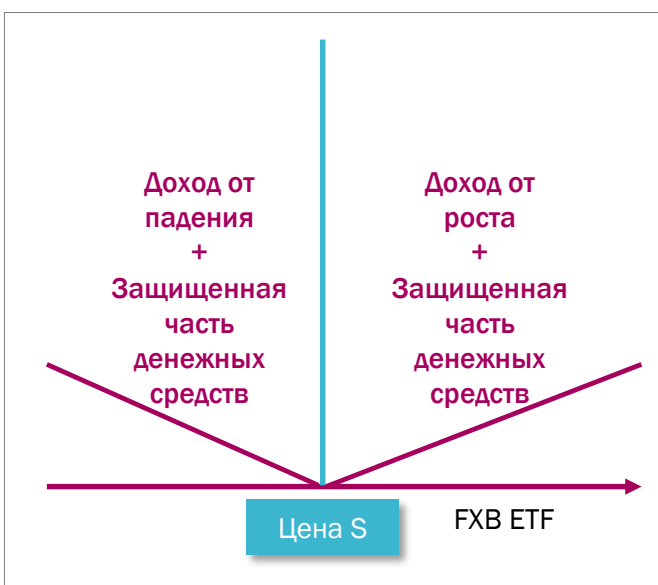 Доход от
падения
+
Защищенная
часть
денежных
средств
Доход от
роста
+
Защищенная
часть
денежных
средств
Цена S
FXB ETF